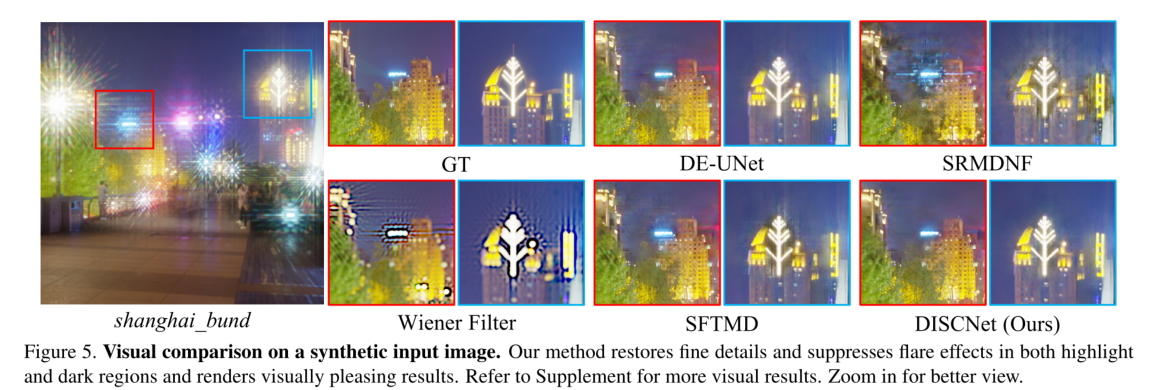 GT
DE-UNet
SRMDNF
shanghai_bund
Wiener Filter
SFTMD
DISCNet (Ours)
Figure 5. Visual comparison on a synthetic input image. Our method restores fine details and suppresses flare effects in both highlight
and dark regions and renders visually pleasing results. Refer to Supplement for more visual results. Zoom in for better view.